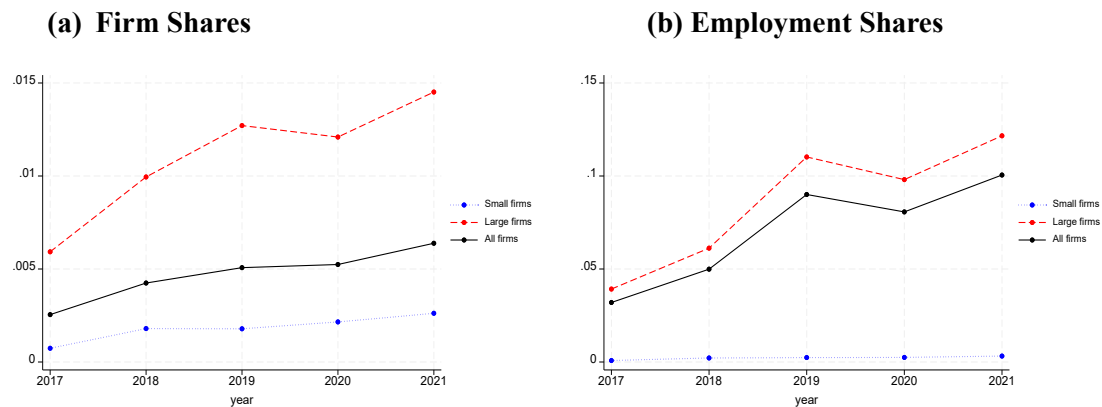 (a) Firm Shares
.015
.01
.005
0
2017 2018 2019 2020 2021
year
Small firms
Large firms
All firms
(b) Employment Shares
.15
.1
.05
0
2017 2018 2019 2020 2021
year
Small firms
Large firms
All firms